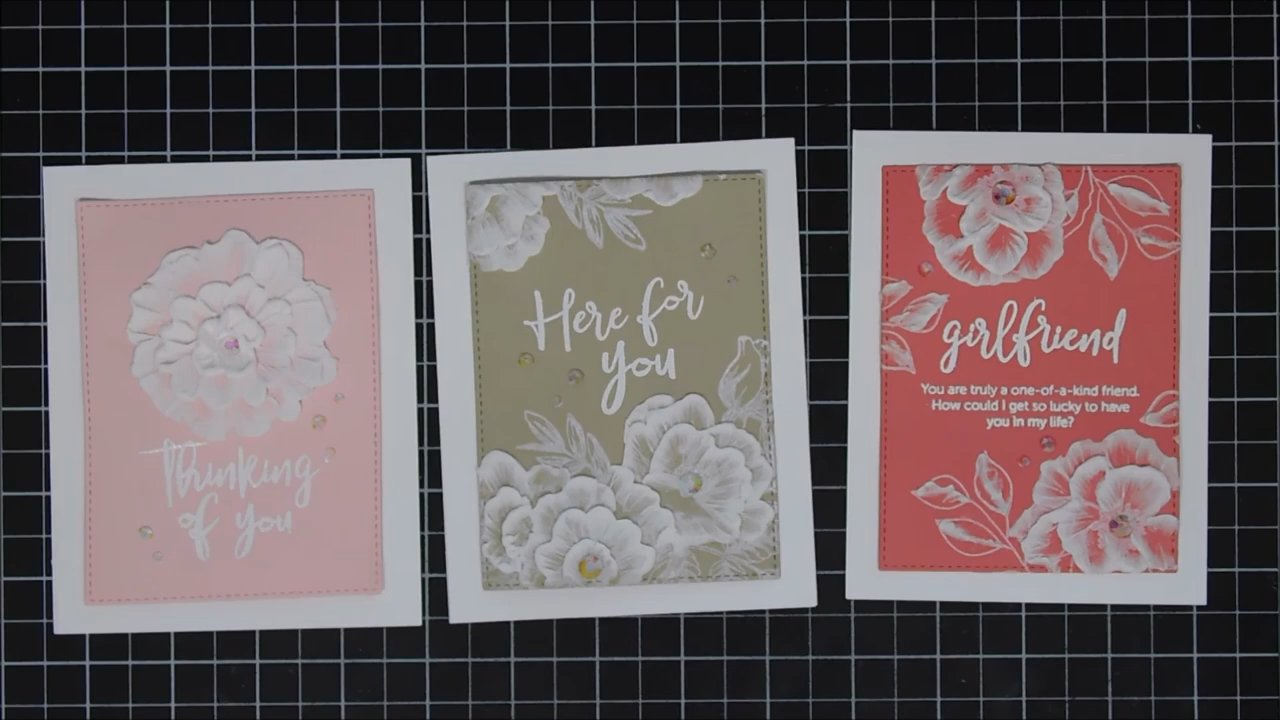 Thinking
of you
Here for
you
girlfriend
You are truly a one-of-a-kind friend.
How could I get so lucky to have
you in my life?